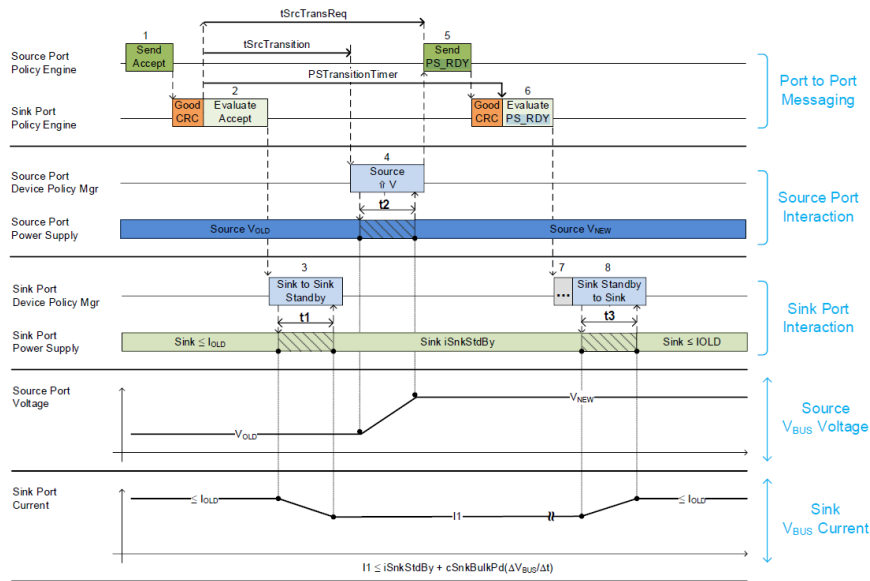 tSrcTransReq
1
5
Send
Accept
tSrcTransition
Send
PS_RDY
Source Port
Policy Engine
PSTransitionTimer
2
6
Good
CRC
Evaluate
Accept
Good
CRC
Evaluate
PS_RDY
Sink Port
Policy Engine
Port to Port
Messaging
4
Source
⇧ V
Source Port
Device Policy Mgr
t2
Source Port
Power Supply
Source VOLD
Source VNEW
Source Port
Interaction
3
7
8
Sink to Sink
Standby
...
Sink Standby
to Sink
Sink Port
Device Policy Mgr
t1
t3
Sink Port
Power Supply
Sink ≤ IOLD
Sink iSnkStdBy
Sink ≤ IOLD
Sink Port
Interaction
Source Port
Voltage
VOLD
VNEW
Source
VBUS Voltage
Sink Port
Current
≤ IOLD
I1
≤ IOLD
Sink
VBUS Current
I1 ≤ iSnkStdBy + cSnkBulkPd(ΔVBUS/Δt)